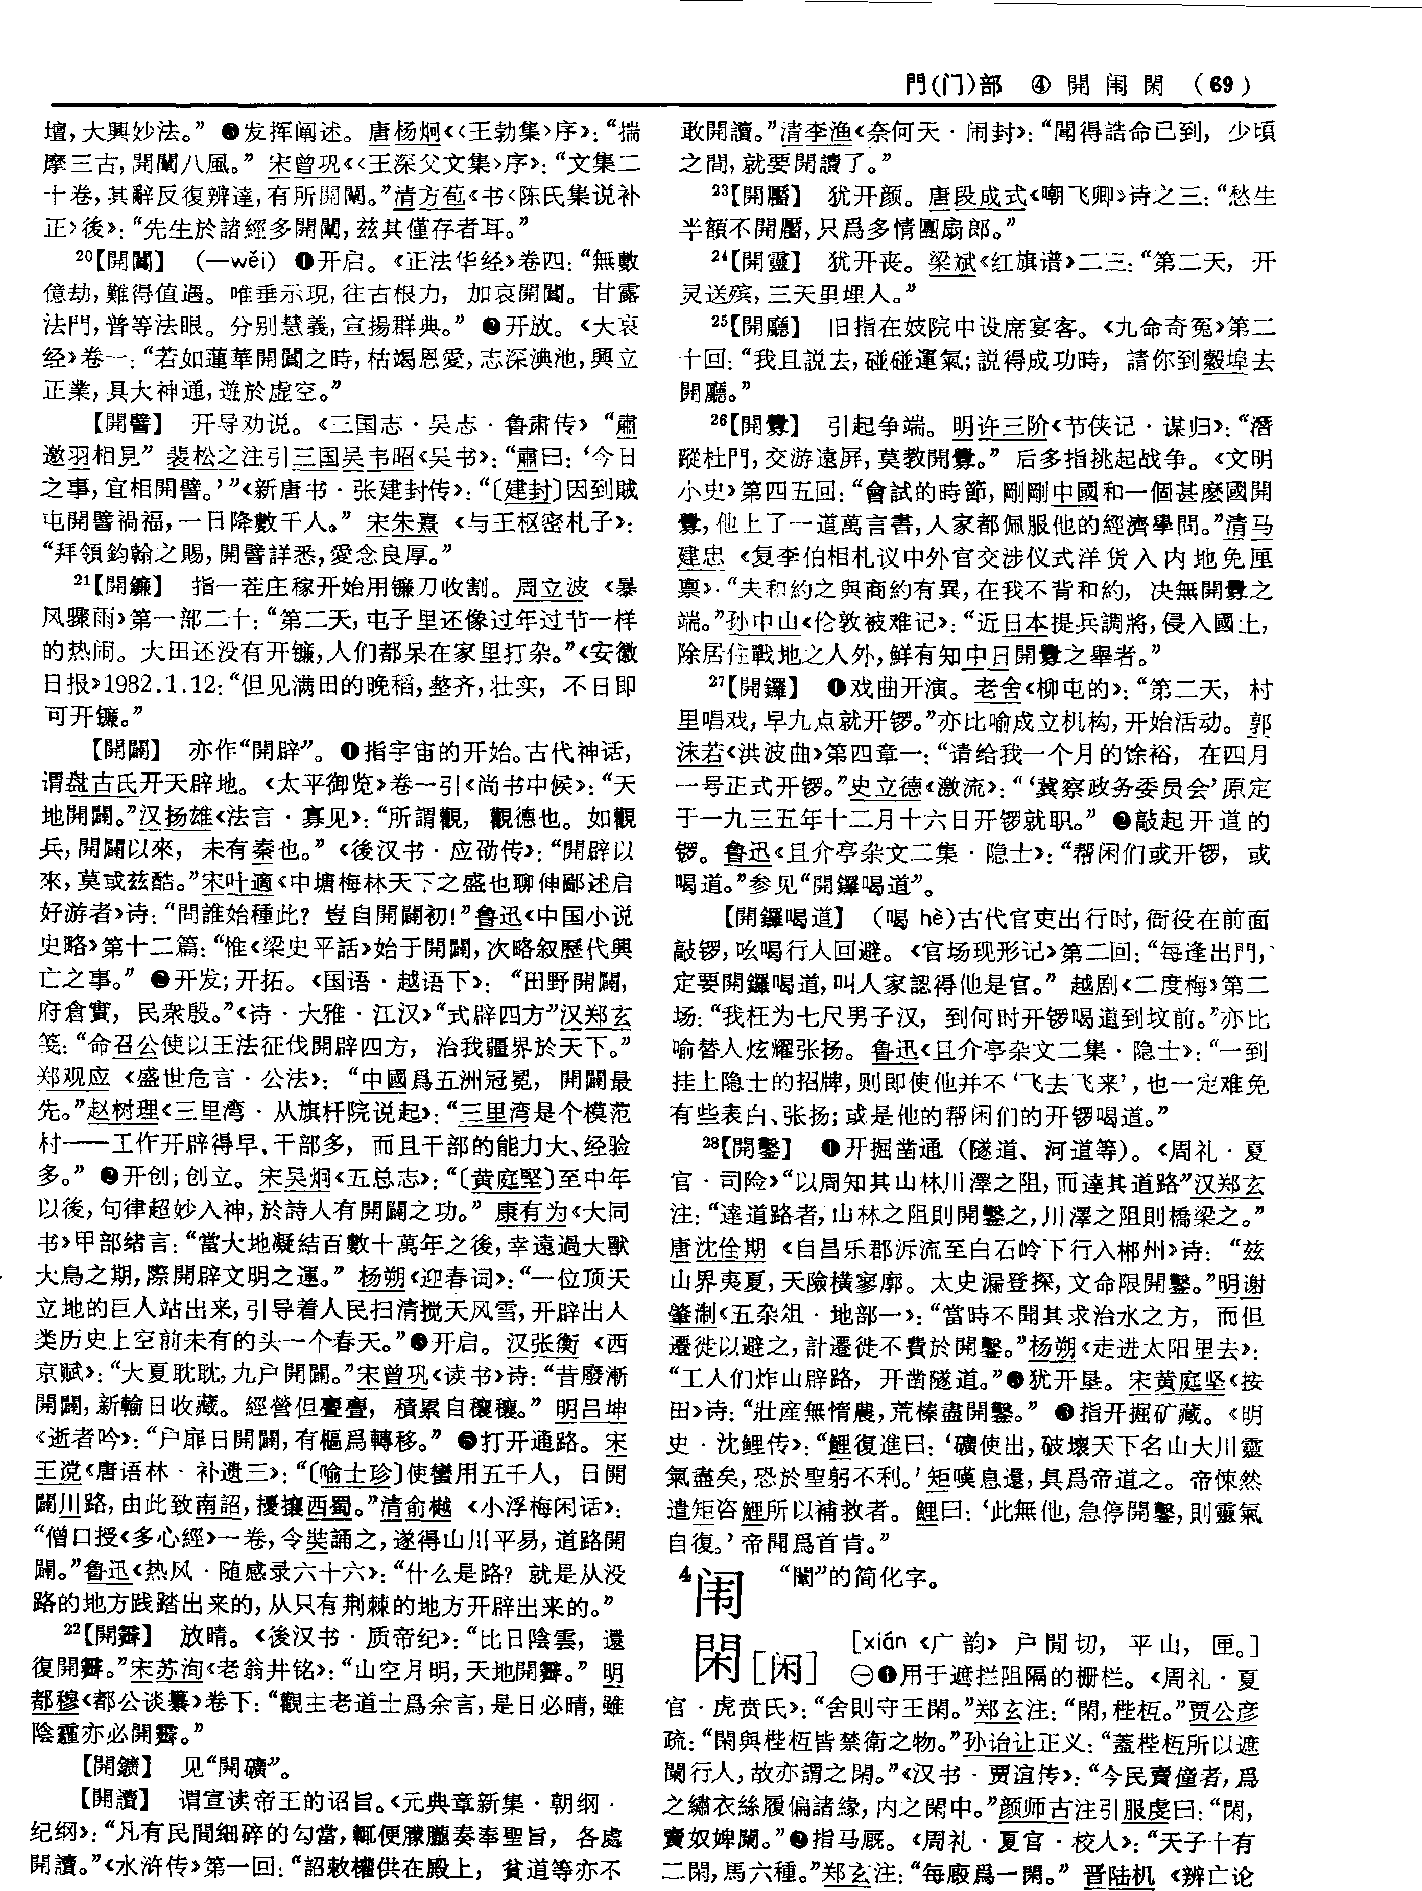 門(门)部 ④ 開 闹 閑 （69）
壇，大興妙法。” ❸发挥阐述。唐杨炯《〈王勃集〉序》：“揣
摩三古，開闡八風。” 宋曾巩《〈王深父文集〉序》：“文集二
十卷，其辭反復辨達，有所開闡。”清方苞《书〈陈氏集说补
正〉後》：“先生於諸經多開闡，兹其僅存者耳。”
20【開闓】 （—wěi）❶开启。《正法华经》卷四：“無數
億劫，難得值遇。唯垂示現，往古根力， 加哀開闓。甘露
法門，普等法眼。分别慧義，宣揚群典。” ❷开放。《大哀
经》卷一：“若如蓮華開闓之時，枯竭恩愛，志深淟池，興立
正業，具大神通，遊於虚空。”
【開譬】 开导劝说。《三国志·吴志·鲁肃传》“肅
邀羽相見” 裴松之注引三国吴韦昭《吴书》：“肅曰：‘今日
之事，宜相開譬。’”《新唐书·张建封传》：“〔建封〕因到賊
屯開譬禍福，一日降數千人。” 宋朱熹《与王枢密札子》：
“拜領鈞翰之賜，開譬詳悉，愛念良厚。”
21【開鐮】 指一茬庄稼开始用镰刀收割。周立波《暴
风骤雨》第一部二十：“第二天，屯子里还像过年过节一样
的热闹。大田还没有开镰，人们都呆在家里打杂。”《安徽
日报》1982.1.12：“但见满田的晚稻，整齐，壮实， 不日即
可开镰。”
【開闢】 亦作“開辟”。❶指宇宙的开始。古代神话，
谓盘古氏开天辟地。《太平御览》卷一引《尚书中候》：“天
地開闢。”汉扬雄《法言·寡见》：“所謂觀， 觀德也。如觀
兵，開闢以來， 未有秦也。”《後汉书·应劭传》：“開辟以
來，莫或兹酷。”宋叶適《中塘梅林天下之盛也聊伸鄙述启
好游者》诗：“問誰始種此？豈自開闢初！”鲁迅《中国小说
史略》第十二篇：“惟《梁史平話》始于開闢，次略叙歷代興
亡之事。” ❷开发；开拓。《国语·越语下》：“田野開闢，
府倉實， 民衆殷。”《诗·大雅·江汉》“式辟四方”汉郑玄
笺：“命召公使以王法征伐開辟四方， 治我疆界於天下。”
郑观应《盛世危言·公法》：“中國爲五洲冠冕， 開闢最
先。”赵树理《三里湾·从旗杆院说起》：“三里湾是个模范
村——工作开辟得早、干部多， 而且干部的能力大、经验
多。” ❸开创；创立。宋吴炯《五总志》：“〔黄庭堅〕至中年
以後，句律超妙入神，於詩人有開闢之功。” 康有为《大同
书》甲部绪言：“當大地凝結百數十萬年之後，幸遠過大獸
大鳥之期，際開辟文明之運。” 杨朔《迎春词》：“一位顶天
立地的巨人站出来，引导着人民扫清搅天风雪，开辟出人
类历史上空前未有的头一个春天。”❹开启。汉张衡《西
京赋》：“大夏耽耽，九户開闢。”宋曾巩《读书》诗：“昔廢漸
開闢，新輸日收藏。經營但亹亹， 積累自穰穰。” 明吕坤
《逝者吟》：“户扉日開闢，有樞爲轉移。” ❺打开通路。宋
王谠《唐语林·补遗三》：“〔喻士珍〕使蠻用五千人， 日開
闢川路，由此致南詔，擾攘西蜀。”清俞樾《小浮梅闲话》：
“僧口授《多心經》一卷，令奘誦之，遂得山川平易，道路開
闢。”鲁迅《热风·随感录六十六》：“什么是路？就是从没
路的地方践踏出来的，从只有荆棘的地方开辟出来的。”
22【開霽】 放晴。《後汉书·质帝纪》：“比日陰雲， 還
復開霽。”宋苏洵《老翁井铭》：“山空月明，天地開霽。” 明
都穆《都公谈纂》卷下：“觀主老道士爲余言，是日必晴，雖
陰霾亦必開霽。”
【開鑛】 见“開礦”。
【開讀】 谓宣读帝王的诏旨。《元典章新集·朝纲·
纪纲》：“凡有民間細碎的勾當，輒便朦朧奏奉聖旨， 各處
開讀。”《水浒传》第一回：“詔敕權供在殿上， 貧道等亦不
敢開讀。”清李渔《奈何天·闹封》：“聞得誥命已到， 少頃
之間，就要開讀了。”
23【開靨】 犹开颜。唐段成式《嘲飞卿》诗之三：“愁生
半額不開靨，只爲多情團扇郎。”
24【開靈】 犹开丧。梁斌《红旗谱》二三：“第二天， 开
灵送殡，三天里埋人。”
25【開廳】 旧指在妓院中设席宴客。《九命奇冤》第二
十回：“我且説去，碰碰運氣；説得成功時， 請你到穀埠去
開廳。”
26【開釁】 引起争端。明许三阶《节侠记·谋归》：“潛
蹤杜門，交游遠屏，莫教開釁。” 后多指挑起战争。《文明
小史》第四五回：“會試的時節，剛剛中國和一個甚麽國開
釁，他上了一道萬言書，人家都佩服他的經濟學問。”清马
建忠《复李伯相札议中外官交涉仪式洋货入内地免厘
禀》：“夫和約之與商約有異，在我不背和約， 决無開釁之
端。”孙中山《伦敦被难记》：“近日本提兵調將，侵入國土，
除居住戰地之人外，鮮有知中日開釁之舉者。”
27【開鑼】 ❶戏曲开演。老舍《柳屯的》：“第二天， 村
里唱戏，早九点就开锣。”亦比喻成立机构，开始活动。郭
沫若《洪波曲》第四章一：“请给我一个月的馀裕， 在四月
一号正式开锣。”史立德《激流》：“‘冀察政务委员会’原定
于一九三五年十二月十六日开锣就职。” ❷敲起开道的
锣。鲁迅《且介亭杂文二集·隐士》：“帮闲们或开锣， 或
喝道。”参见“開鑼喝道”。
【開鑼喝道】 （喝 hè）古代官吏出行时，衙役在前面
敲锣，吆喝行人回避。《官场现形记》第二回：“每逢出門，
定要開鑼喝道，叫人家認得他是官。” 越剧《二度梅》第二
场：“我枉为七尺男子汉， 到何时开锣喝道到坟前。”亦比
喻替人炫耀张扬。鲁迅《且介亭杂文二集·隐士》：“一到
挂上隐士的招牌，则即使他并不‘飞去飞来’，也一定难免
有些表白、张扬；或是他的帮闲们的开锣喝道。”
28【開鑿】 ❶开掘凿通（隧道、河道等）。《周礼·夏
官·司险》“以周知其山林川澤之阻，而達其道路”汉郑玄
注：“達道路者，山林之阻則開鑿之，川澤之阻則橋梁之。”
唐沈佺期《自昌乐郡泝流至白石岭下行入郴州》诗：“兹
山界夷夏，天險横寥廓。太史漏登探，文命限開鑿。”明谢
肇淛《五杂俎·地部一》：“當時不聞其求治水之方， 而但
遷徙以避之，計遷徙不費於開鑿。”杨朔《走进太阳里去》：
“工人们炸山辟路， 开凿隧道。”❷犹开垦。宋黄庭坚《按
田》诗：“壯産無惰農，荒榛盡開鑿。” ❸指开掘矿藏。《明
史·沈鲤传》：“鯉復進曰：‘礦使出，破壞天下名山大川靈
氣盡矣，恐於聖躬不利。’矩嘆息還，具爲帝道之。帝悚然
遣矩咨鯉所以補救者。鯉曰：‘此無他，急停開鑿，則靈氣
自復。’帝聞爲首肯。”
4 闱 “闈”的简化字。
閑[闲] [xián《广韵》户閒切， 平山， 匣。]
㊀❶用于遮拦阻隔的栅栏。《周礼·夏
官·虎贲氏》：“舍則守王閑。”郑玄注：“閑，梐枑。”贾公彦
疏：“閑與梐枑皆禁衛之物。”孙诒让正义：“蓋梐枑所以遮
闌行人，故亦謂之閑。”《汉书·贾谊传》：“今民賣僮者，爲
之繡衣絲履偏諸緣，内之閑中。”颜师古注引服虔曰：“閑，
賣奴婢闌。”❷指马厩。《周礼·夏官·校人》：“天子十有
二閑，馬六種。”郑玄注：“每廄爲一閑。” 晋陆机《辨亡论